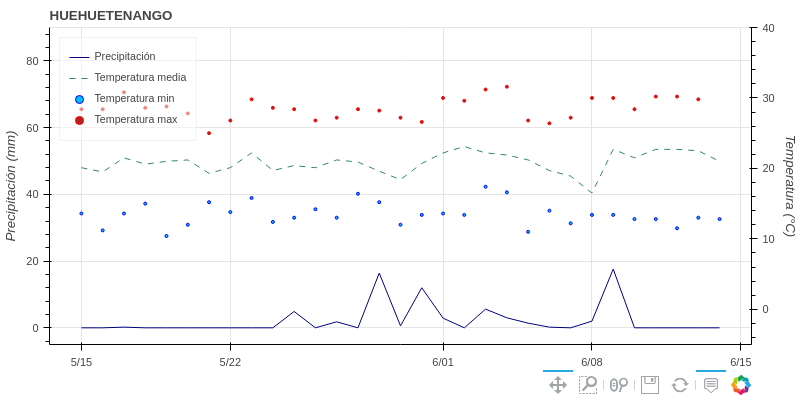 HUEHUETENANGO
Precipitación
Temperatura media
Temperatura min
Temperatura max
80
60
40
20
0
Precipitación (mm)
40
30
20
10
0
Temperatura (°C)
5/15
5/22
6/01
6/08
6/15